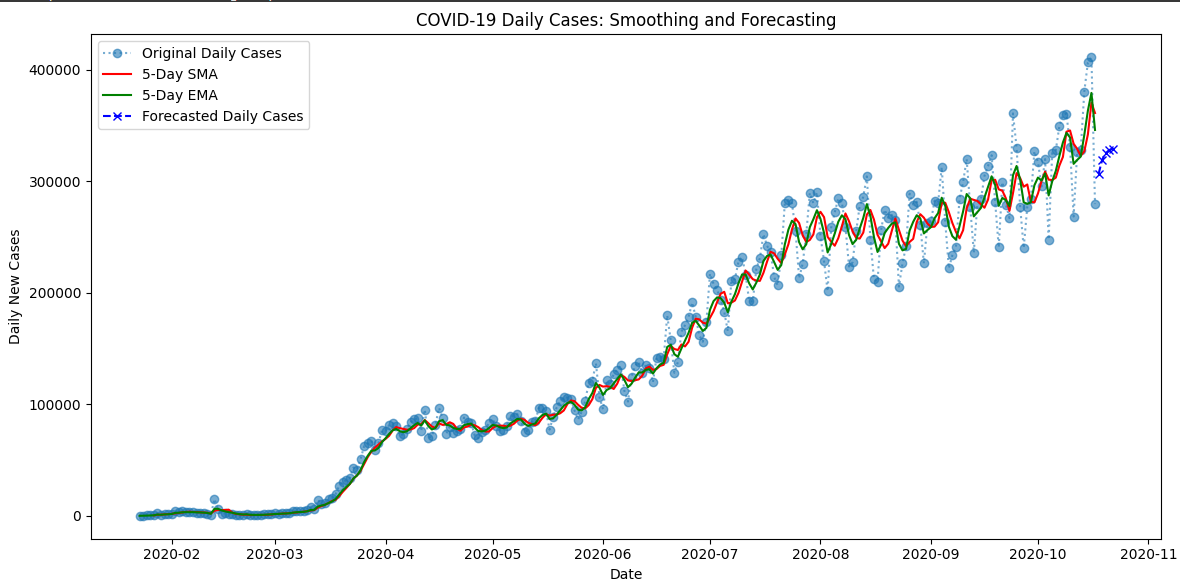 COVID-19 Daily Cases: Smoothing and Forecasting
Original Daily Cases
5-Day SMA
5-Day EMA
Forecasted Daily Cases
Daily New Cases
400000
300000
200000
100000
0
2020-02
2020-03
2020-04
2020-05
2020-06
2020-07
2020-08
2020-09
2020-10
2020-11
Date